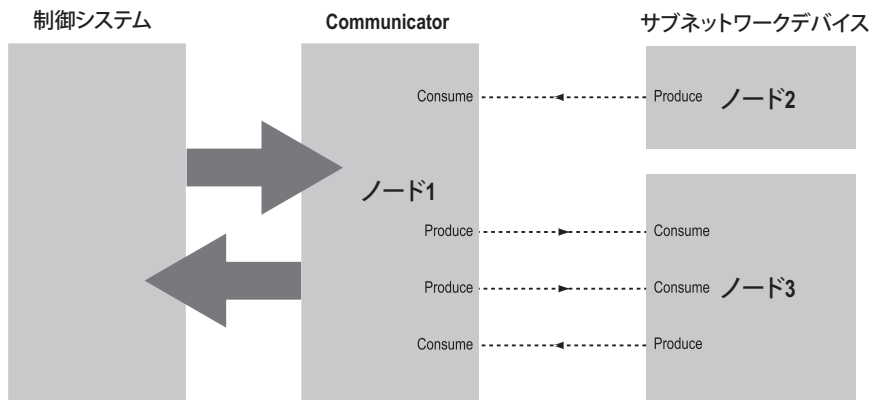 制御システム
Communicator
サブネットワークデバイス
Consume
Produce
ノード2
ノード1
Produce
Consume
Produce
Consume
ノード3
Consume
Produce